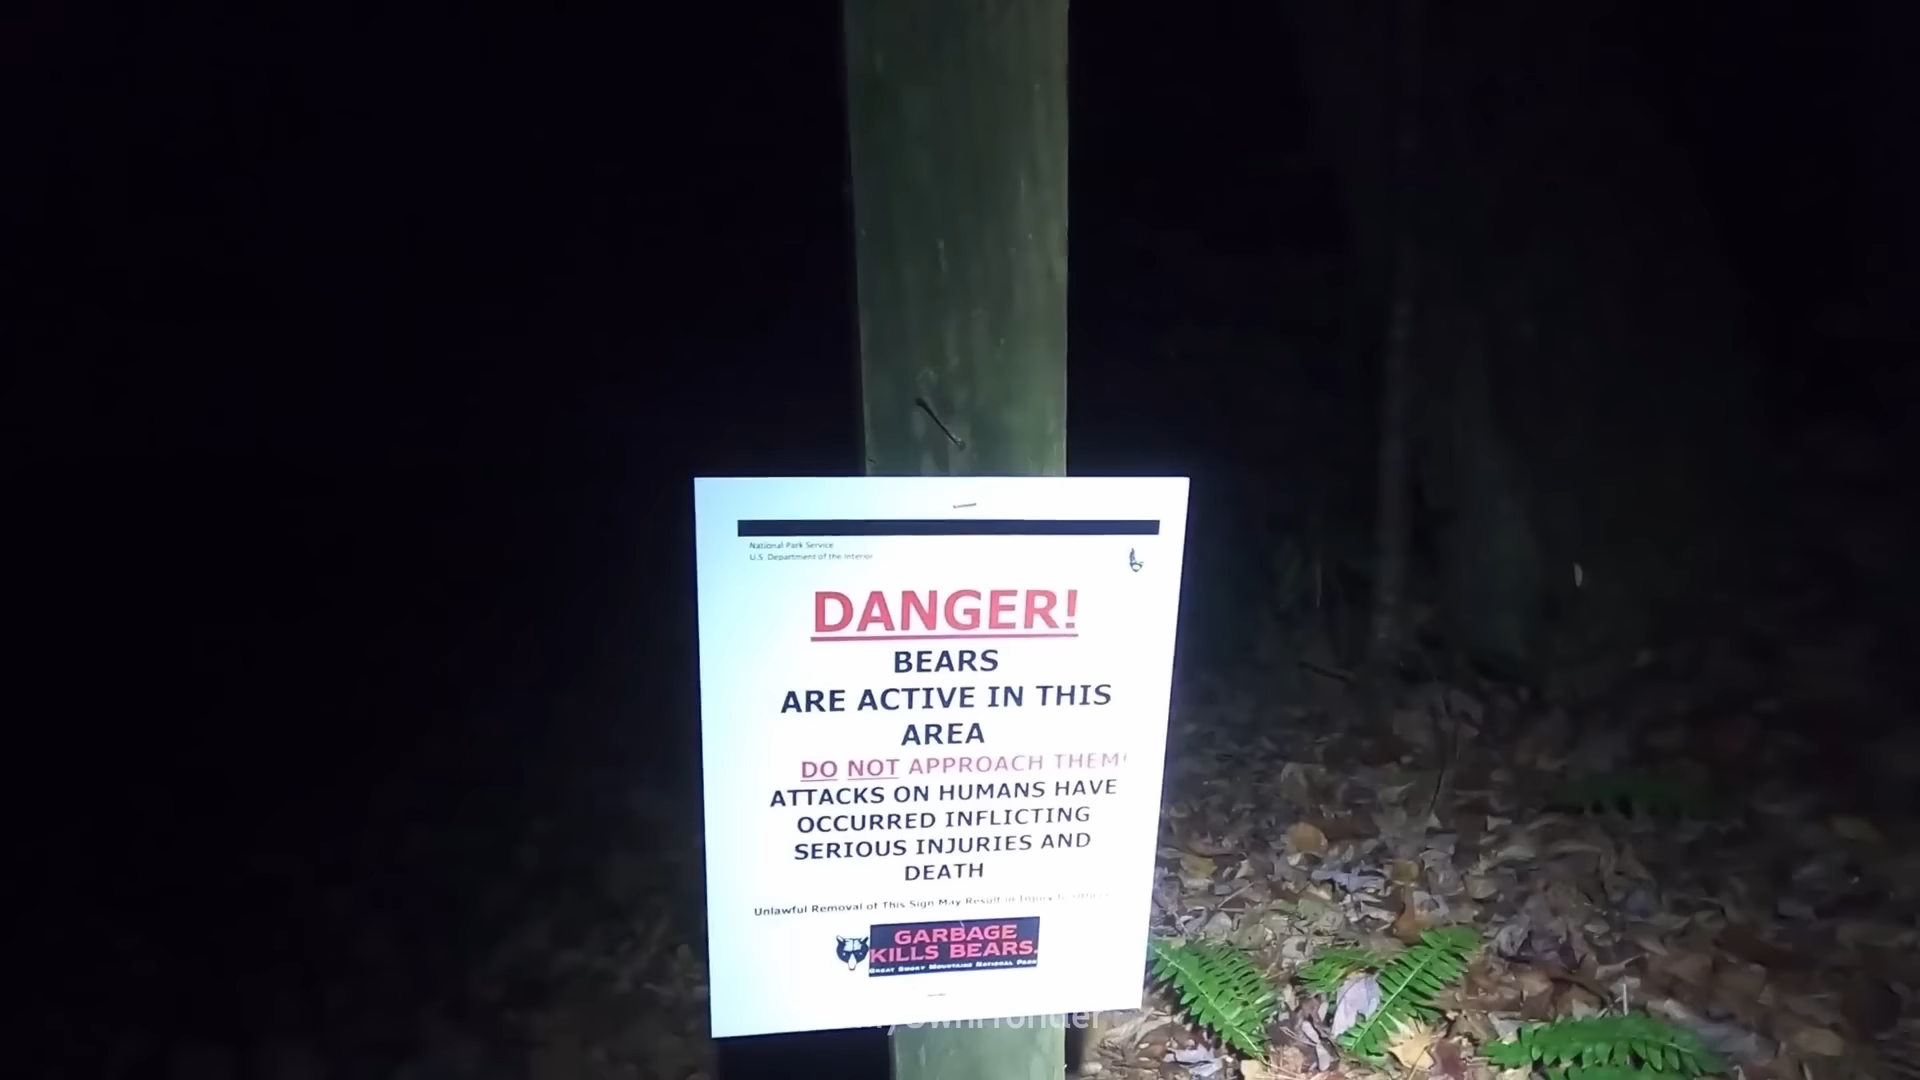 National Park Service
U.S. Department of the Interior
DANGER!
BEARS
ARE ACTIVE IN THIS
AREA
DO NOT APPROACH THEM!
ATTACKS ON HUMANS HAVE
OCCURRED INFLICTING
SERIOUS INJURIES AND
DEATH
Unlawful Removal of This Sign May Result in Injury to
GARBAGE
KILLS BEARS.
GREAT SMOKY MOUNTAINS NATIONAL PARK